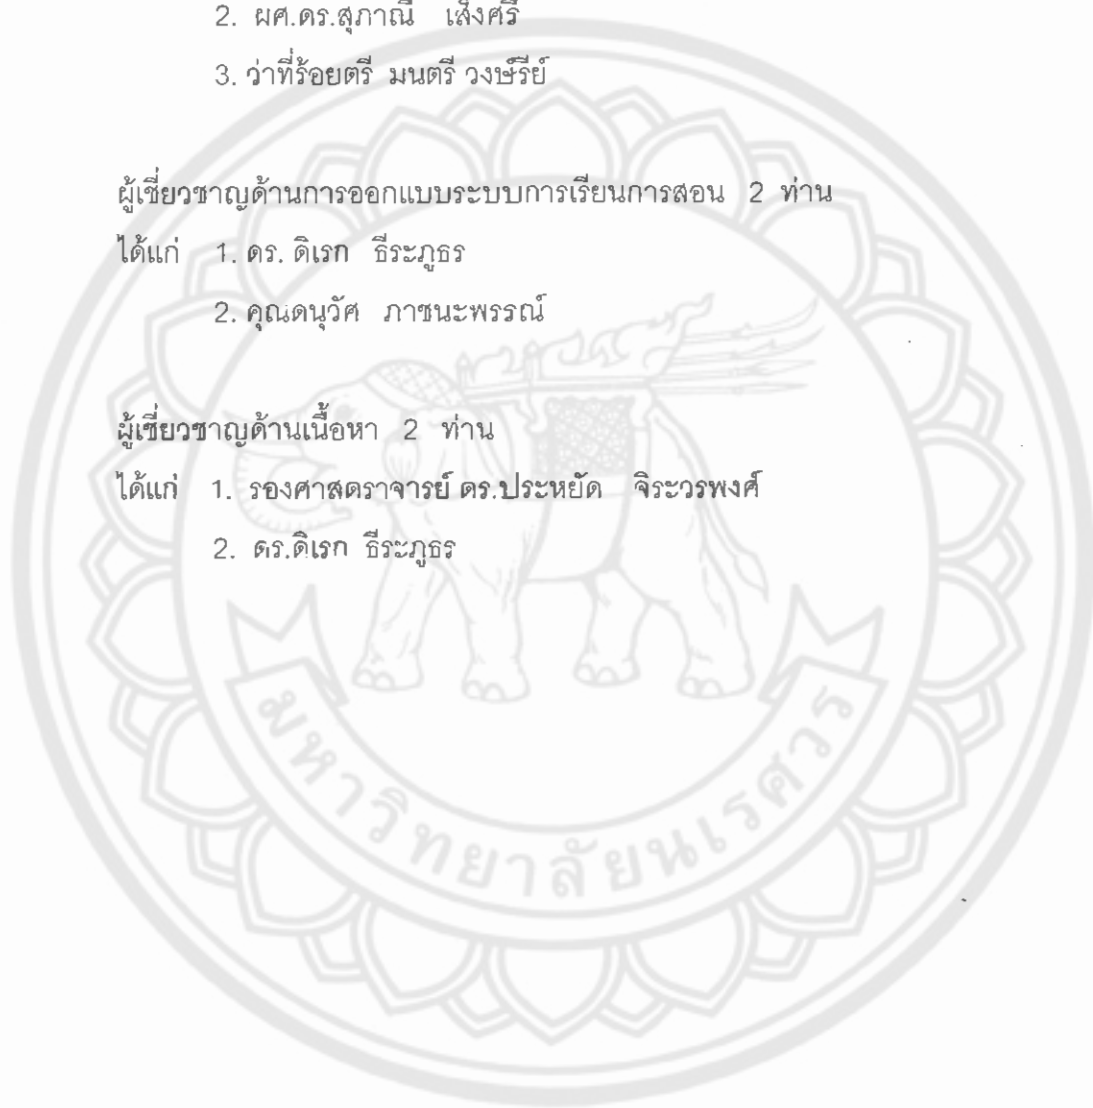 2. ผศ.ดร.สุภาณี เส็งศรี
3. ว่าที่ร้อยตรี มนตรี วงษ์รีย์
ผู้เชี่ยวชาญด้านการออกแบบระบบการเรียนการสอน 2 ท่าน
ได้แก่ 1. ดร. ดิเรก ธีระภูธร
2. คุณดนุวัศ ภาชนะพรรณ์
ผู้เชี่ยวชาญด้านเนื้อหา 2 ท่าน
ได้แก่ 1. รองศาสตราจารย์ ดร.ประหยัด จิระวรพงศ์
2. ดร.ดิเรก ธีระภูธร
มหาวิทยาลัยนเรศวร